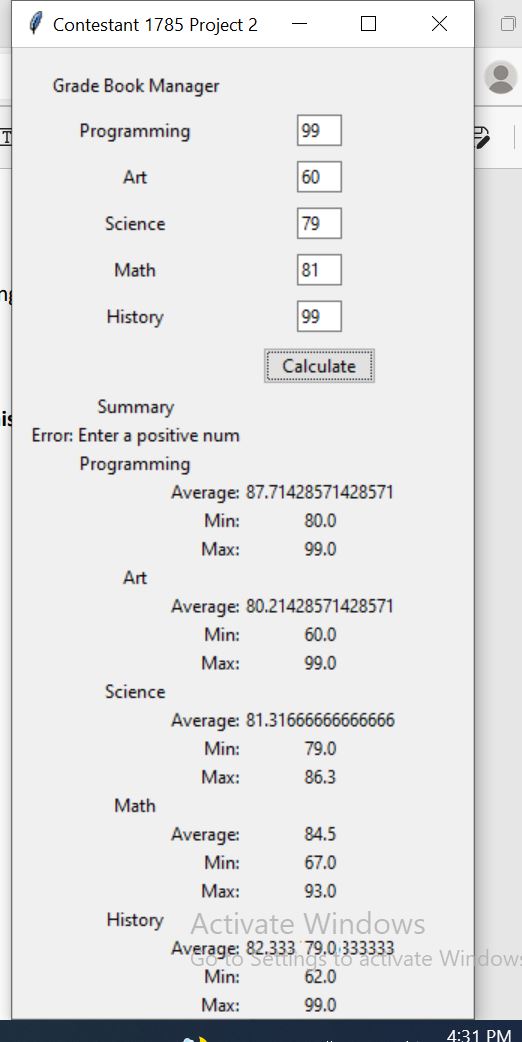 Contestant 1785 Project 2
Grade Book Manager
Programming 99
Art 60
Science 79
Math 81
History 99
Calculate
Summary
Error: Enter a positive num
Programming
Average: 87.71428571428571
Min: 80.0
Max: 99.0
Art
Average: 80.21428571428571
Min: 60.0
Max: 99.0
Science
Average: 81.31666666666666
Min: 79.0
Max: 86.3
Math
Average: 84.5
Min: 67.0
Max: 93.0
History
Activate Windows
Average: 82.333 79.0 333333
Go to Settings to activate Windows
Min: 62.0
Max: 99.0
4:31 PM